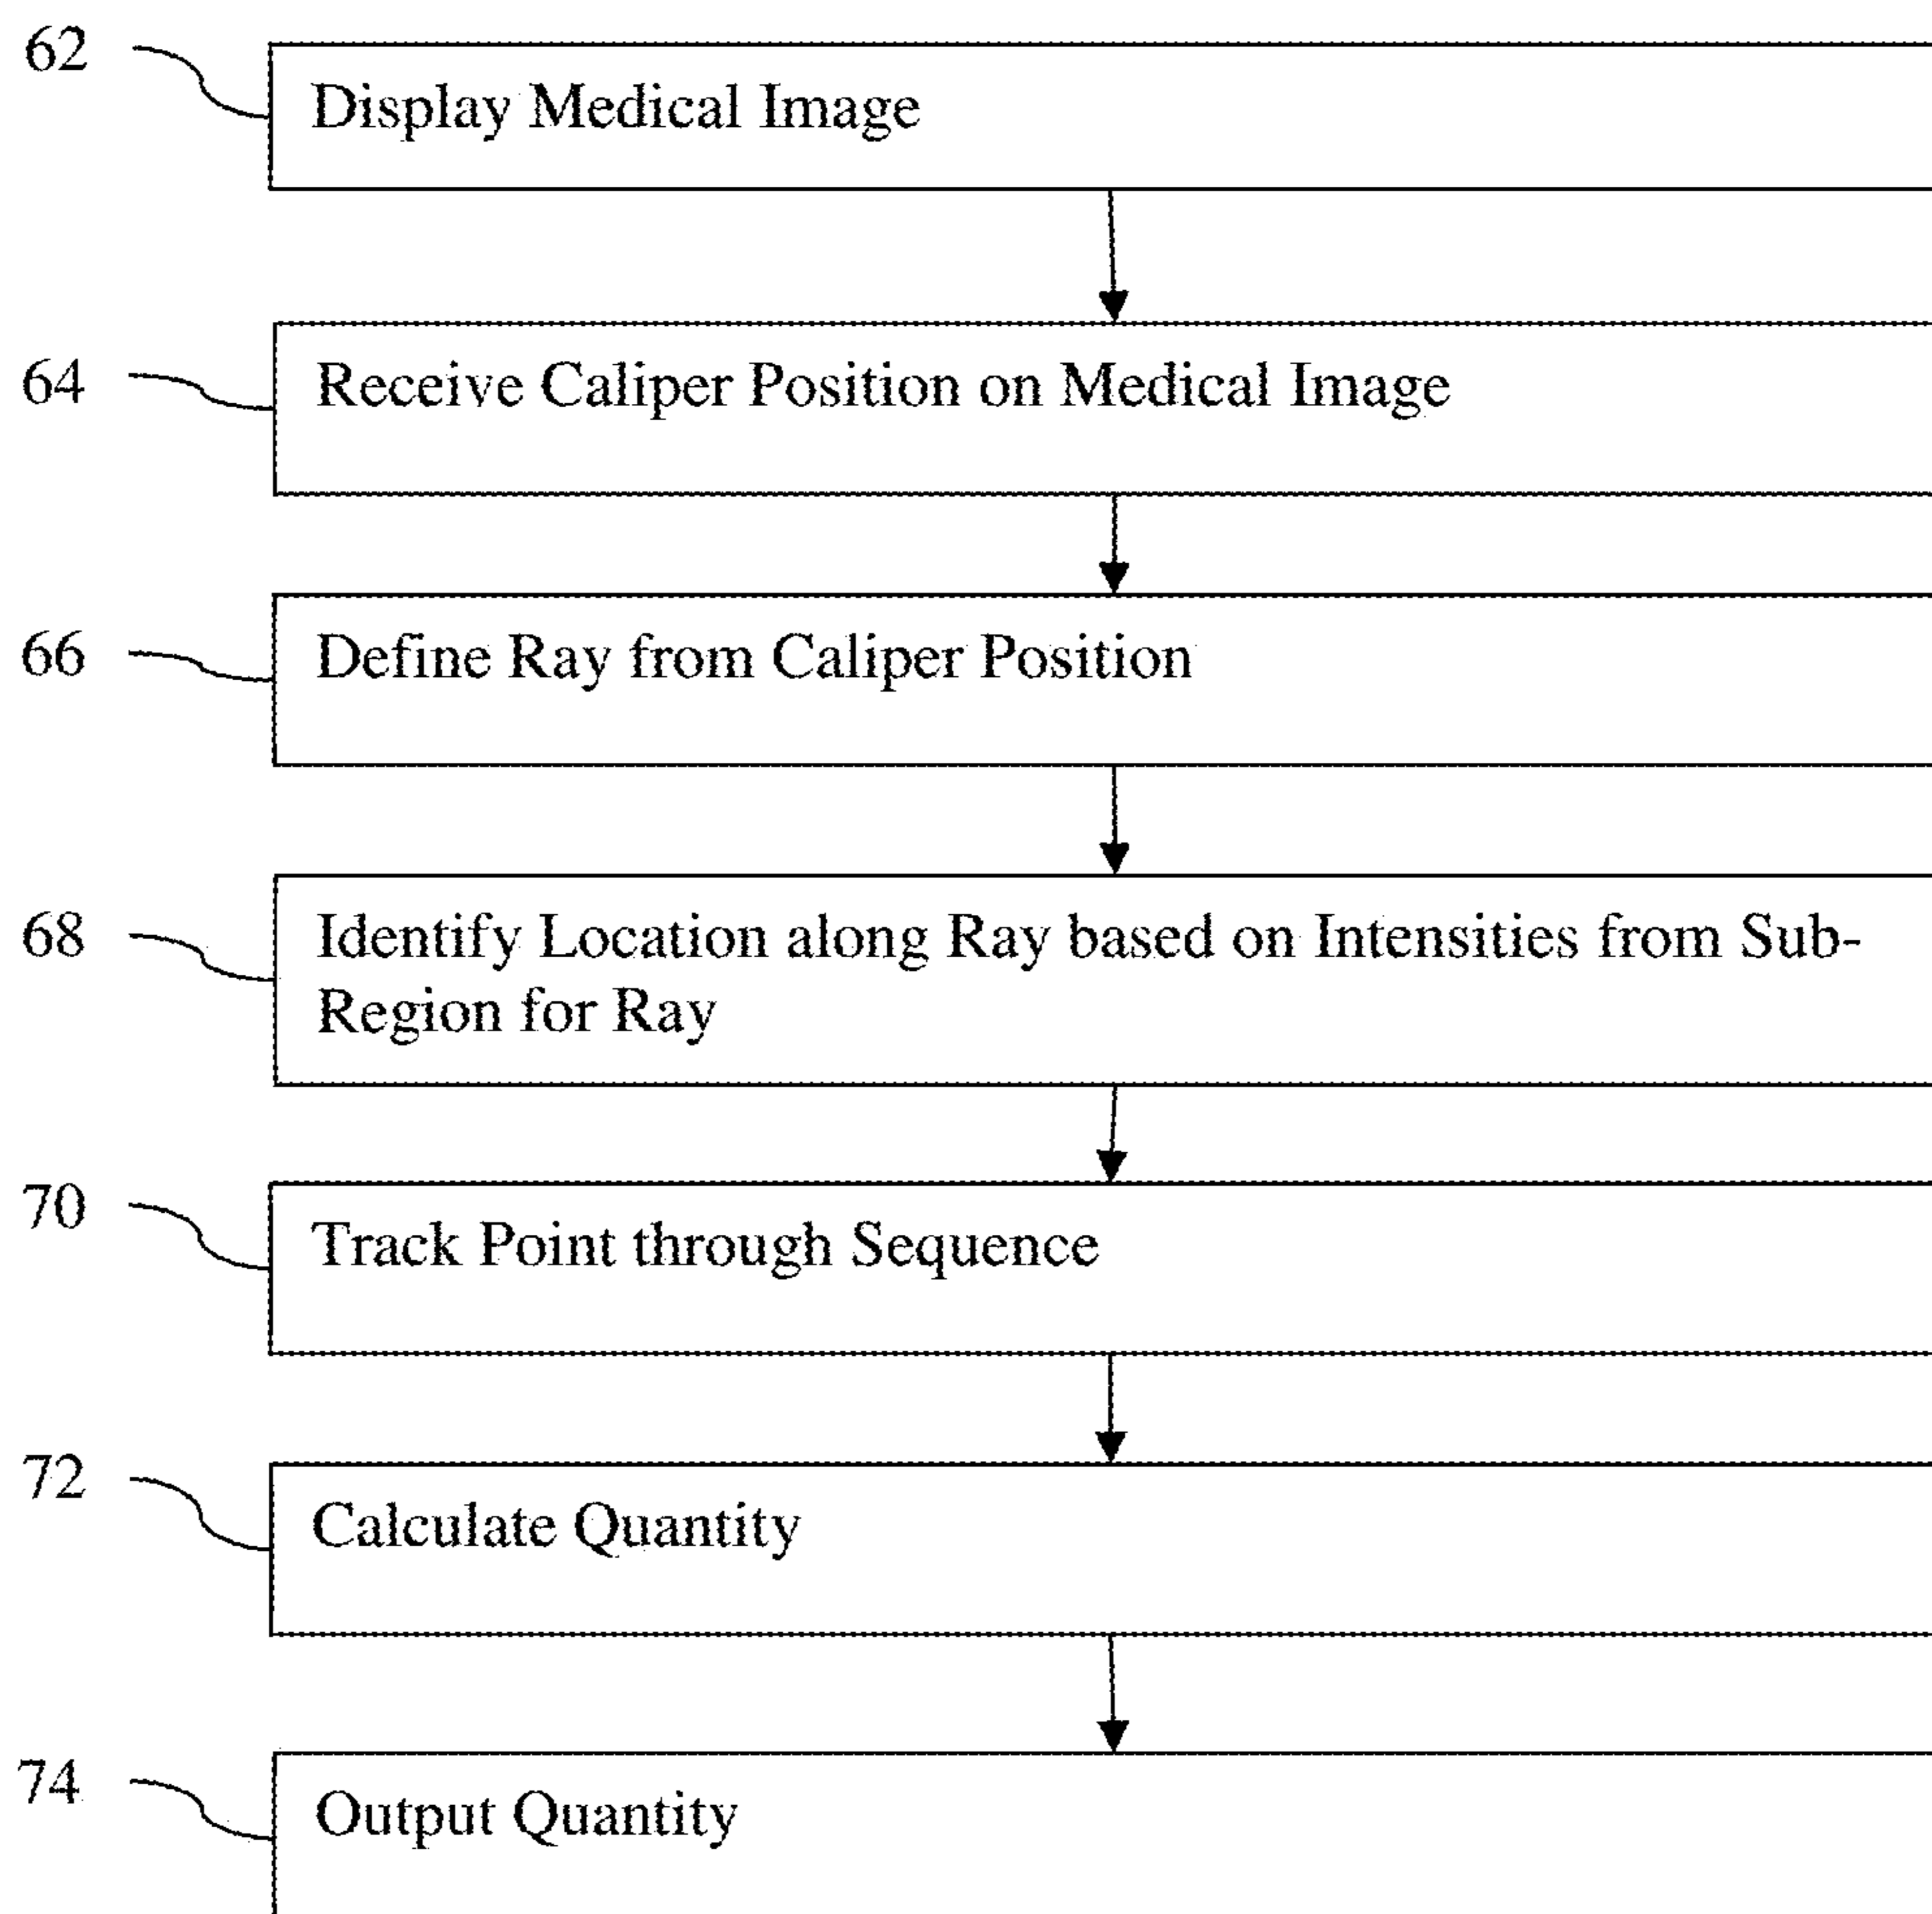 62
Display Medical Image
64
Receive Caliper Position on Medical Image
66
Define Ray from Caliper Position
68
Identify Location along Ray based on Intensities from Sub-
Region for Ray
70
Track Point through Sequence
72
Calculate Quantity
74
Output Quantity